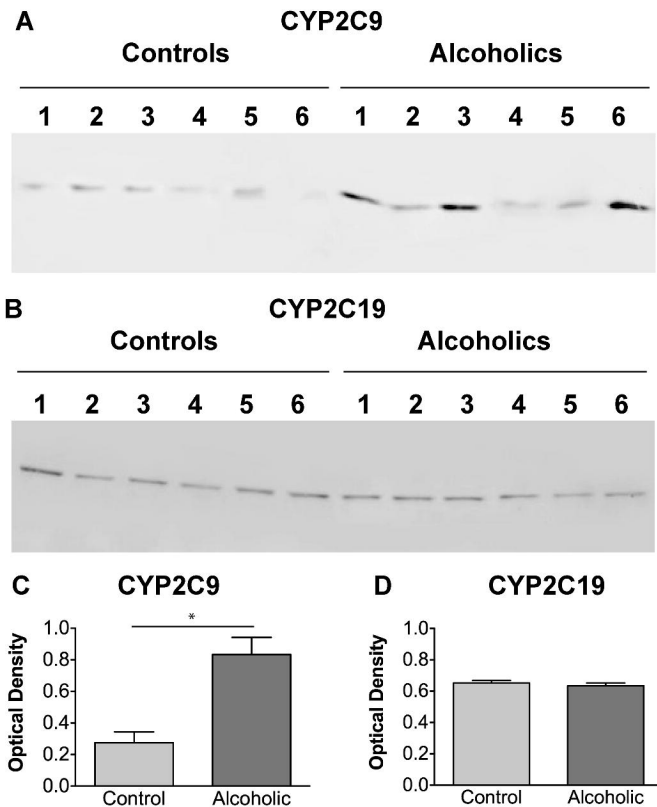 A
CYP2C9
Controls Alcoholics
1 2 3 4 5 6 1 2 3 4 5 6
B
CYP2C19
Controls Alcoholics
1 2 3 4 5 6 1 2 3 4 5 6
C CYP2C9
Optical Density
1.0
0.8
0.6
0.4
0.2
0.0
*
Control Alcoholic
D CYP2C19
Optical Density
1.0
0.8
0.6
0.4
0.2
0.0
Control Alcoholic